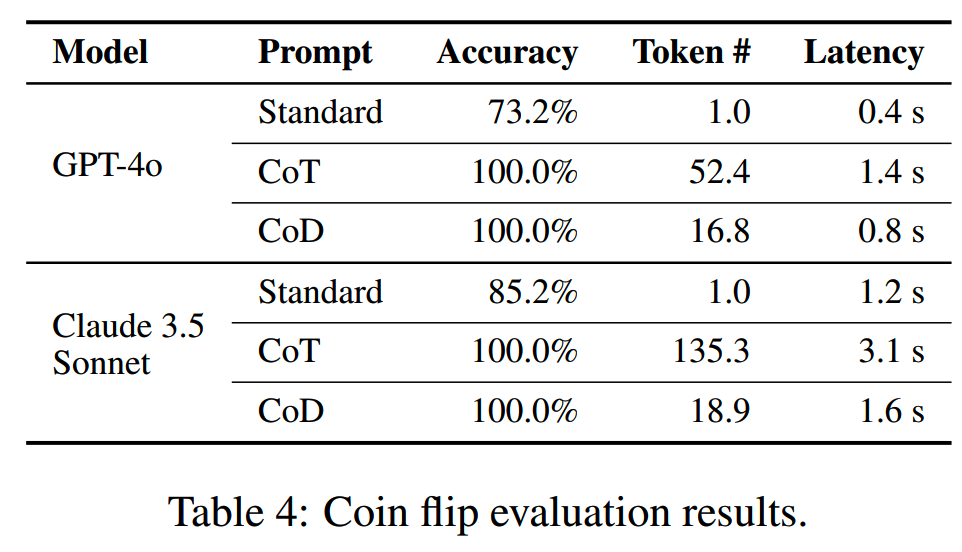 Model Prompt Accuracy Token # Latency
GPT-4o
Standard 73.2% 1.0 0.4 s
CoT 100.0% 52.4 1.4 s
CoD 100.0% 16.8 0.8 s
Claude 3.5
Sonnet
Standard 85.2% 1.0 1.2 s
CoT 100.0% 135.3 3.1 s
CoD 100.0% 18.9 1.6 s
Table 4: Coin flip evaluation results.